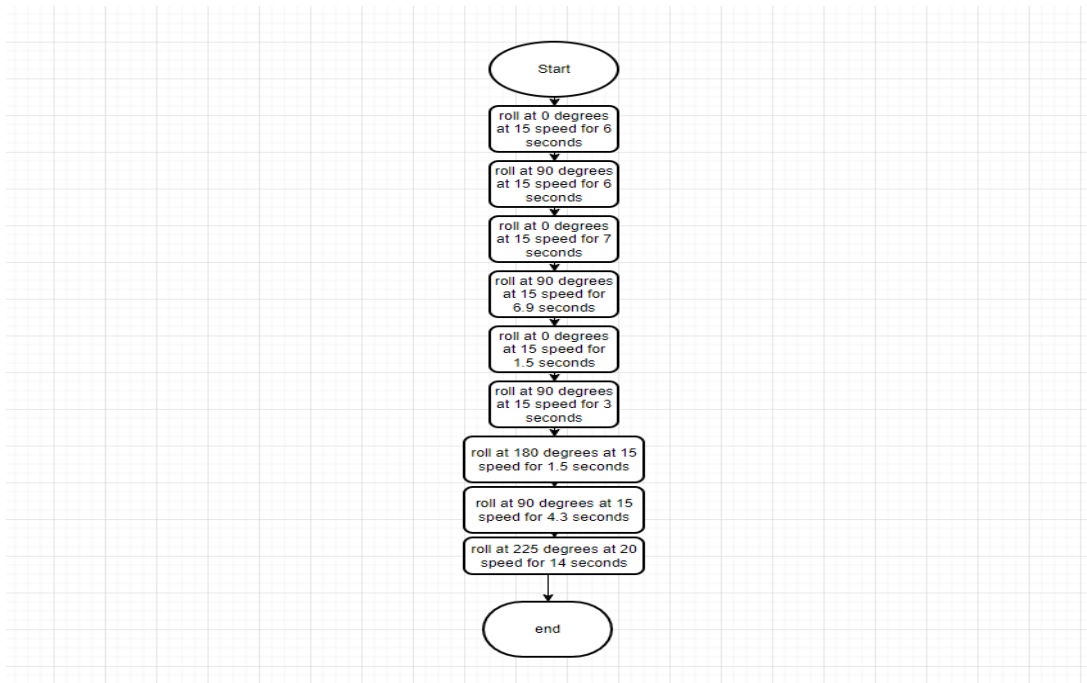 Start
roll at 0 degrees
at 15 speed for 6
seconds
roll at 90 degrees
at 15 speed for 6
seconds
roll at 0 degrees
at 15 speed for 7
seconds
roll at 90 degrees
at 15 speed for
6.9 seconds
roll at 0 degrees
at 15 speed for
1.5 seconds
roll at 90 degrees
at 15 speed for 3
seconds
roll at 180 degrees at 15
speed for 1.5 seconds
roll at 90 degrees at 15
speed for 4.3 seconds
roll at 225 degrees at 20
speed for 14 seconds
end